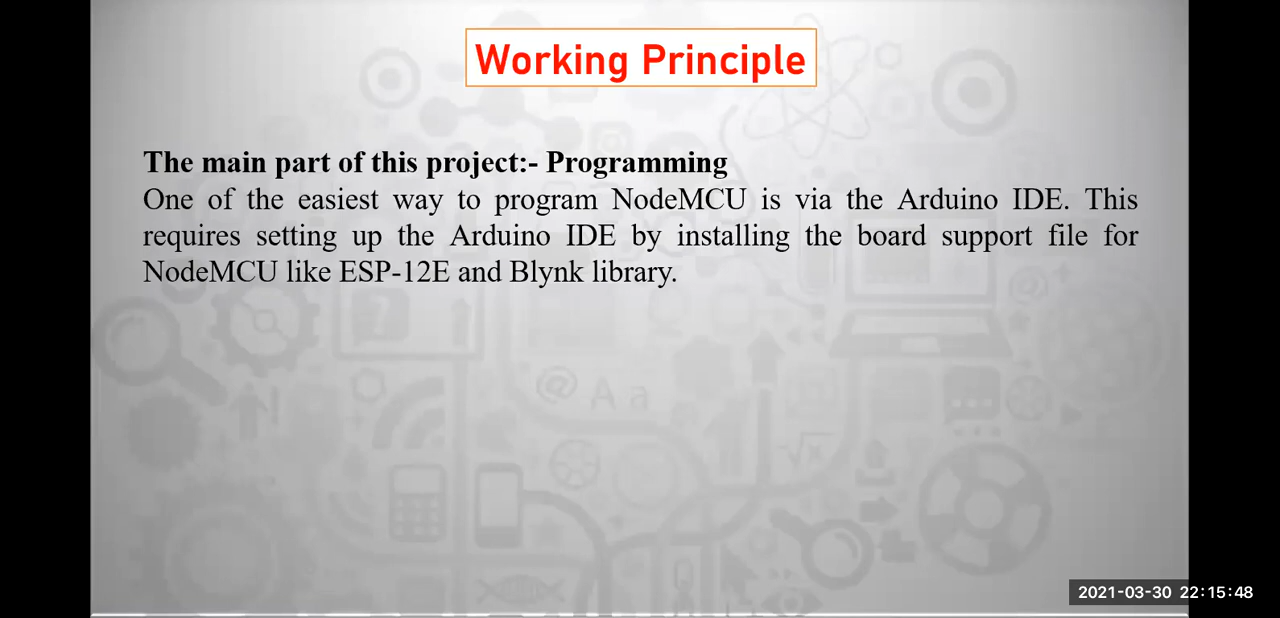 Working Principle
The main part of this project:- Programming
One of the easiest way to program NodeMCU is via the Arduino IDE. This
requires setting up the Arduino IDE by installing the board support file for
NodeMCU like ESP-12E and Blynk library.
@
@ A a
√x
2021-03-30 22:15:48